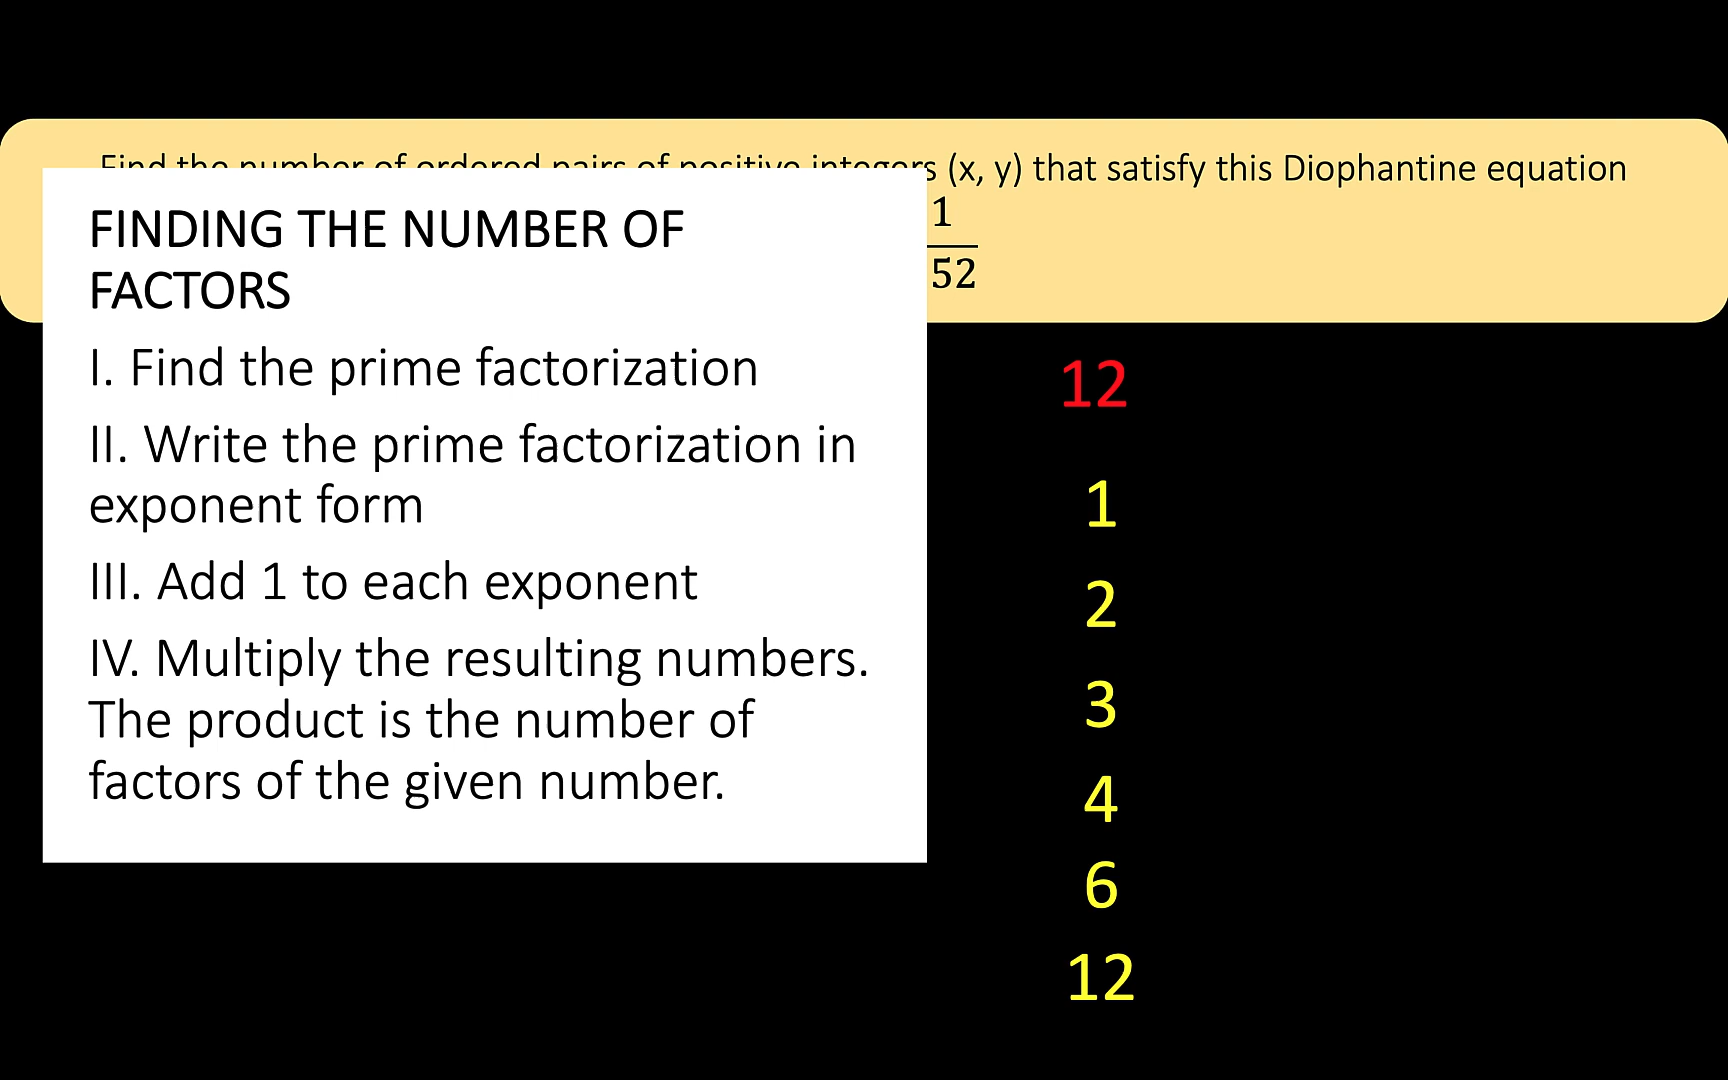 Find the number of ordered pairs of positive integers (x, y) that satisfy this Diophantine equation
1
52
FINDING THE NUMBER OF
FACTORS
I. Find the prime factorization
II. Write the prime factorization in
exponent form
III. Add 1 to each exponent
IV. Multiply the resulting numbers.
The product is the number of
factors of the given number.
12
1
2
3
4
6
12